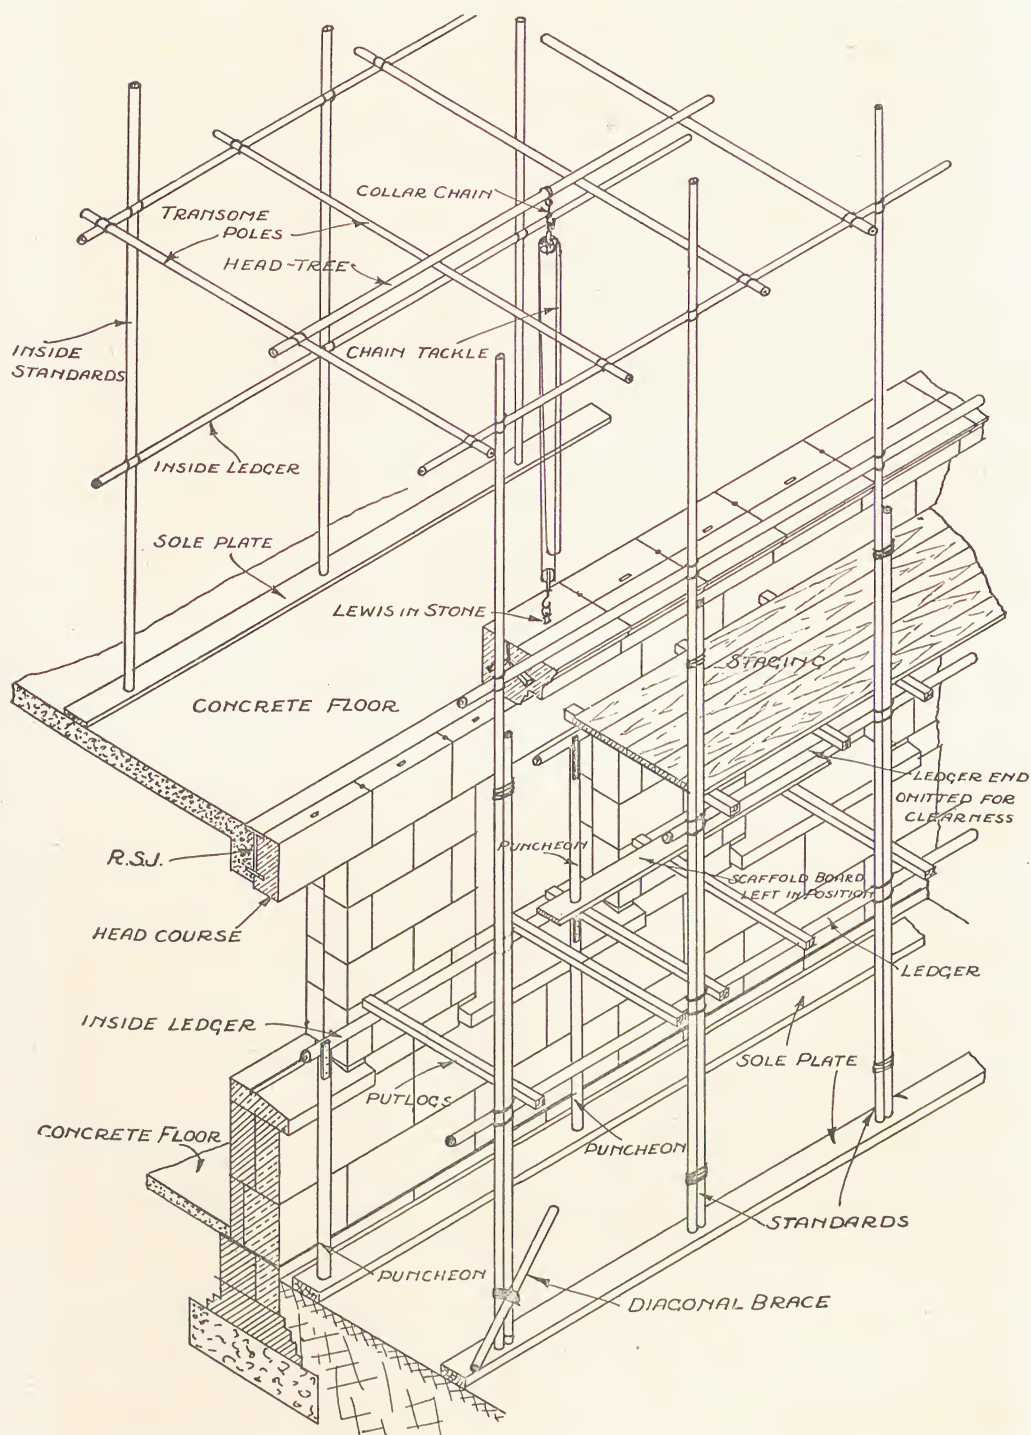 COLLAR CHAIN
TRANSOME
POLES
HEAD-TREE
INSIDE
STANDARDS
CHAIN TACKLE
INSIDE LEDGER
SOLE PLATE
LEWIS IN STONE
STAGING
CONCRETE FLOOR
LEDGER END
OMITTED FOR
CLEARNESS
R.S.J.
PUNCHEON
SCAFFOLD BOARD
LEFT IN POSITION
HEAD COURSE
LEDGER
INSIDE LEDGER
SOLE PLATE
PUTLOGS
CONCRETE FLOOR
PUNCHEON
STANDARDS
PUNCHEON
DIAGONAL BRACE